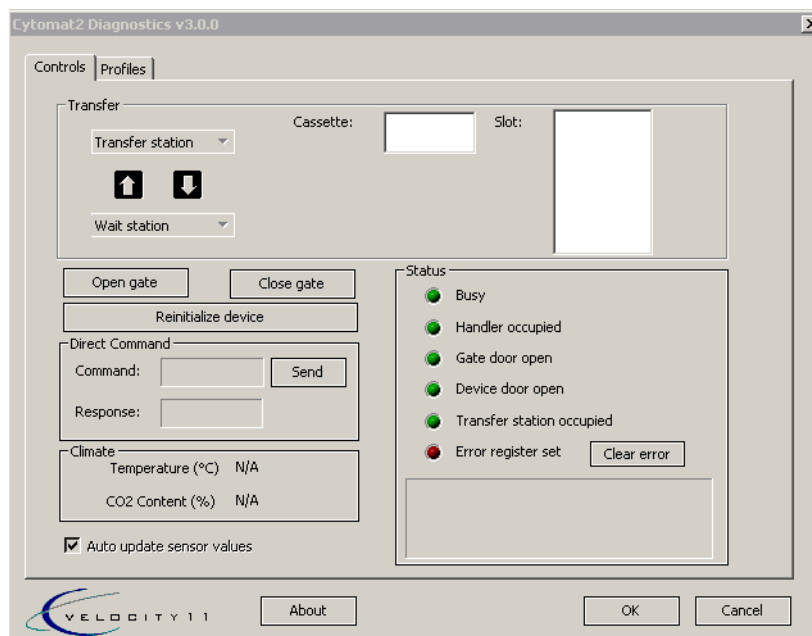 Cytomat2 Diagnostics v3.0.0
Controls Profiles
Transfer
Transfer station
Cassette:
Slot:
Wait station
Open gate
Close gate
Reinitialize device
Direct Command
Command:
Send
Response:
Climate
Temperature (°C) N/A
CO2 Content (%) N/A
Auto update sensor values
Status
Busy
Handler occupied
Gate door open
Device door open
Transfer station occupied
Error register set
Clear error
VELOCITY11
About
OK
Cancel